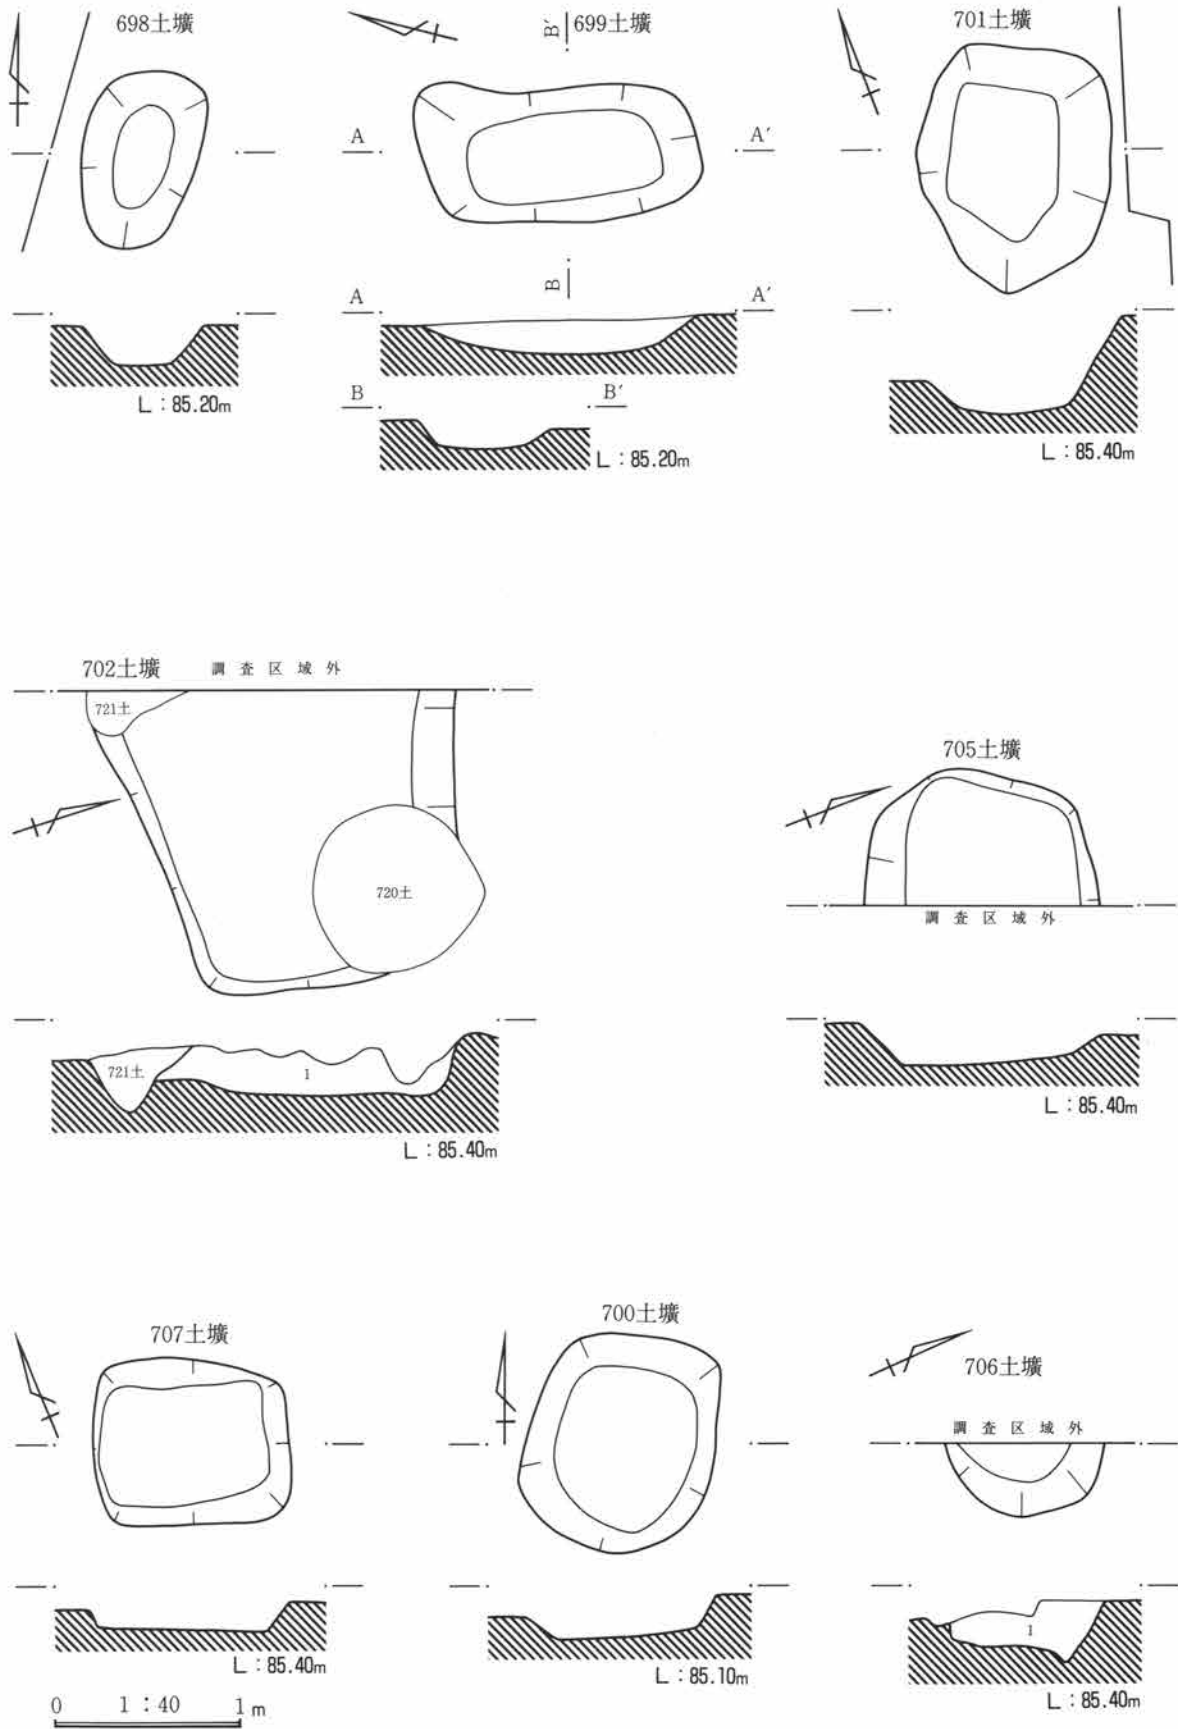 698土壙
B′
699土壙
701土壙
A
A′
B
A
A′
L：85.20m
B
B′
L：85.20m
L：85.40m
702土壙
調査区域外
721土
720土
705土壙
調査区域外
721土
1
L：85.40m
L：85.40m
707土壙
700土壙
706土壙
調査区域外
1
L：85.40m
L：85.10m
L：85.40m
0 1：40 1m